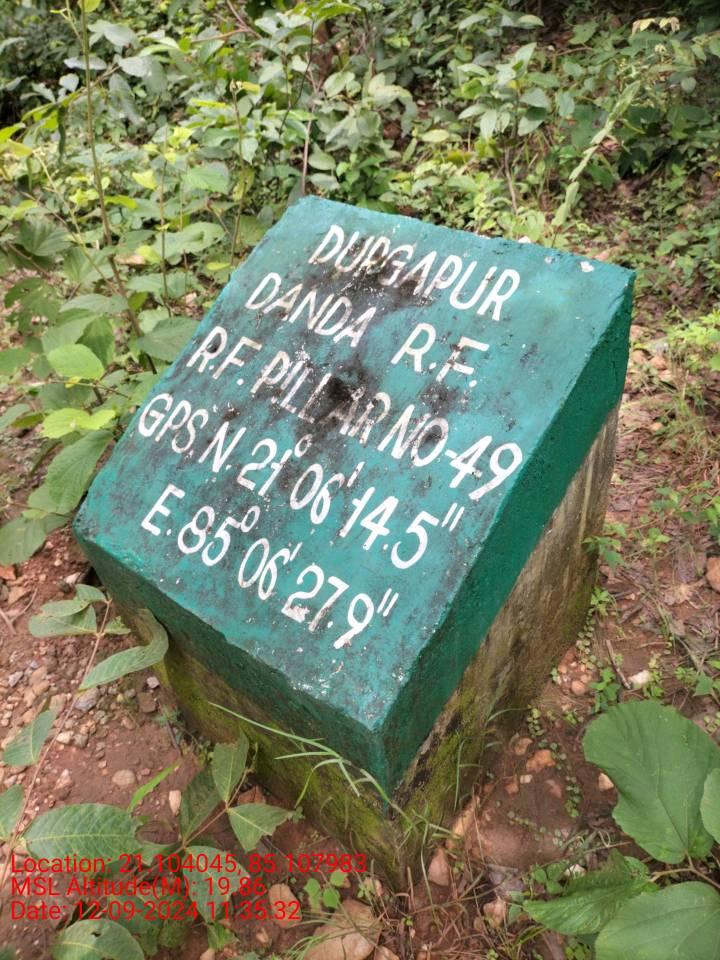 DURGAPUR
DANDA R.F.
R.F. PILLAR NO-49
GPS. N. 21° 06' 14.5"
E. 85° 06' 27.9"
Location: 21.104045, 85.107983
MSL Altitude(M): 19.86
Date: 12-09-2024 11:35:32